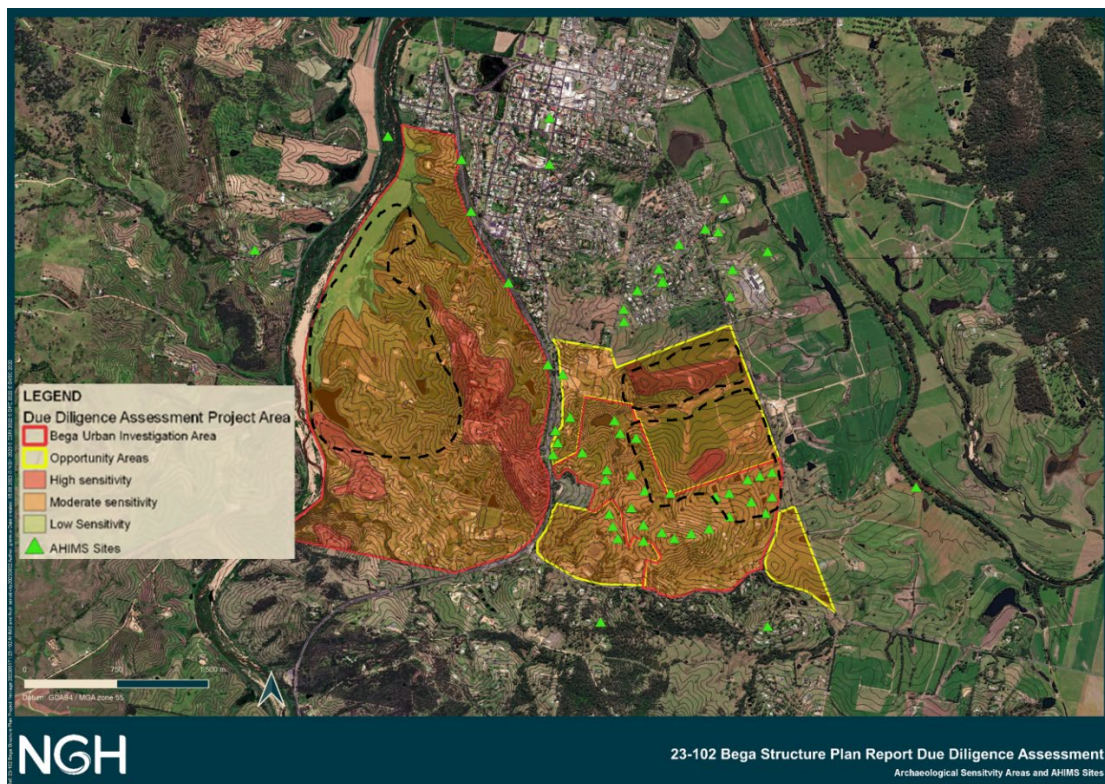 LEGEND
Due Diligence Assessment Project Area
Bega Urban Investigation Area
Opportunity Areas
High sensitivity
Moderate sensitivity
Low Sensitivity
AHIMS Sites
0 750 1,500 m
Datum: GDA94 / MGA zone 55
NGH
23-102 Bega Structure Plan Report Due Diligence Assessment
Archaeological Sensitvity Areas and AHIMS Sites